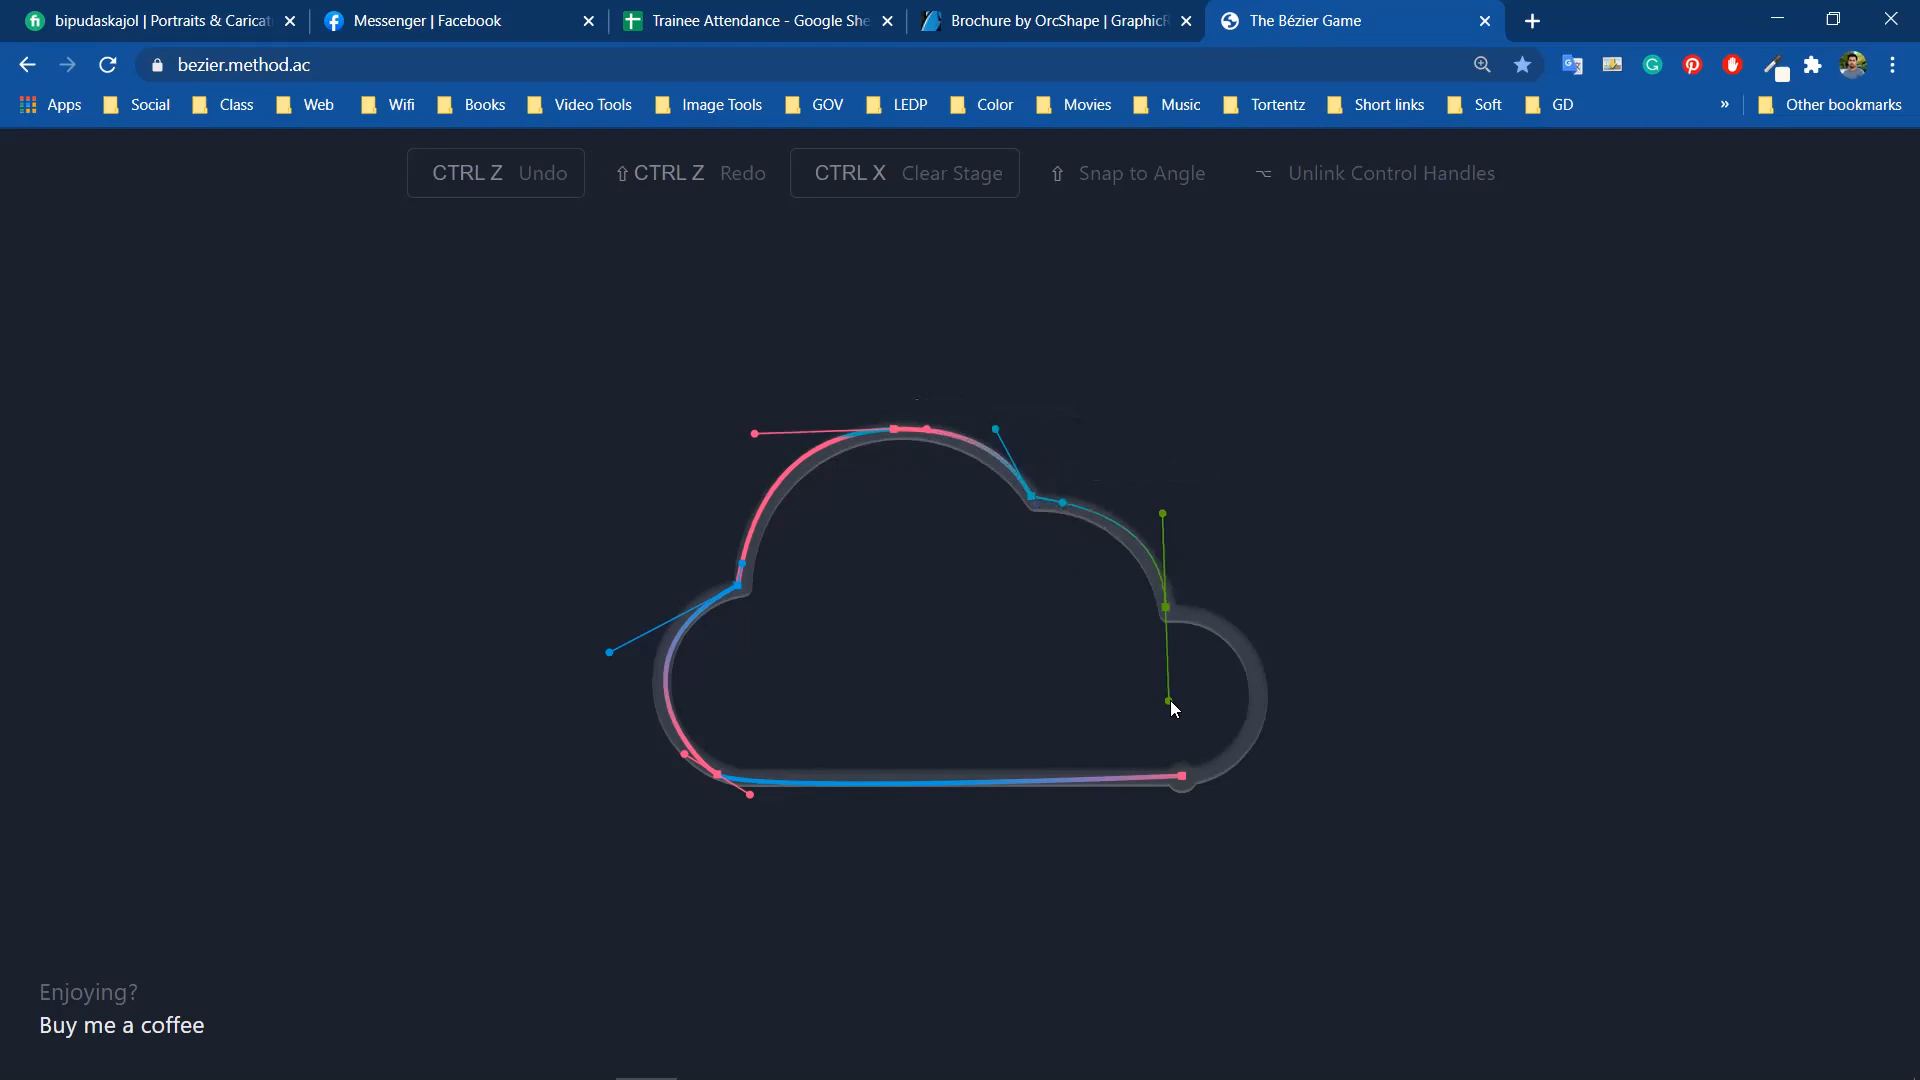 bipudaskajol | Portraits & Caricat
Messenger | Facebook
Trainee Attendance - Google She
Brochure by OrcShape | GraphicR
The Bézier Game
bezier.method.ac
Apps
Social
Class
Web
Wifi
Books
Video Tools
Image Tools
GOV
LEDP
Color
Movies
Music
Tortentz
Short links
Soft
GD
»
Other bookmarks
CTRL Z Undo
⇧ CTRL Z Redo
CTRL X Clear Stage
⇧ Snap to Angle
⌥ Unlink Control Handles
Enjoying?
Buy me a coffee